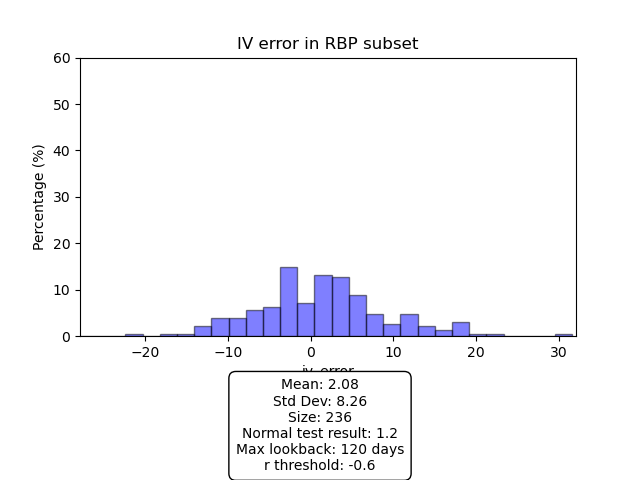 IV error in RBP subset
60
50
40
30
20
10
0
Percentage (%)
−20
−10
0
10
20
30
iv_error
Mean: 2.08
Std Dev: 8.26
Size: 236
Normal test result: 1.2
Max lookback: 120 days
r threshold: -0.6